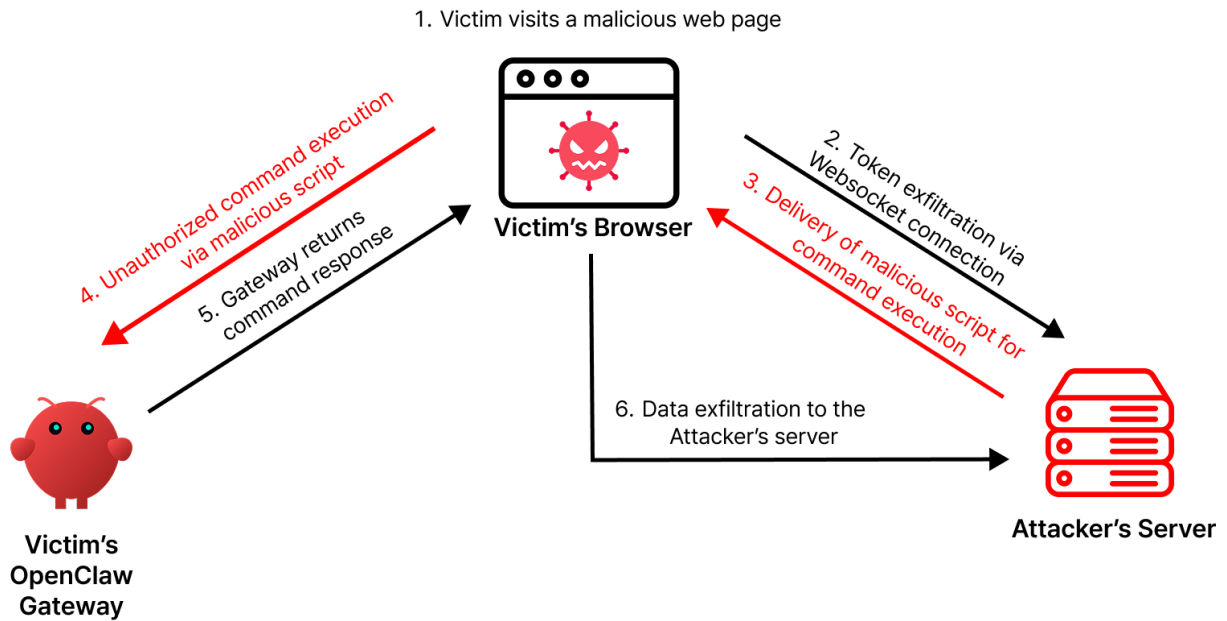 1. Victim visits a malicious web page
4. Unauthorized command execution
via malicious script
5. Gateway returns
command response
Victim's Browser
2. Token exfiltration via
Websocket connection
3. Delivery of malicious script for
command execution
6. Data exfiltration to the
Attacker's server
Attacker's Server
Victim's
OpenClaw
Gateway